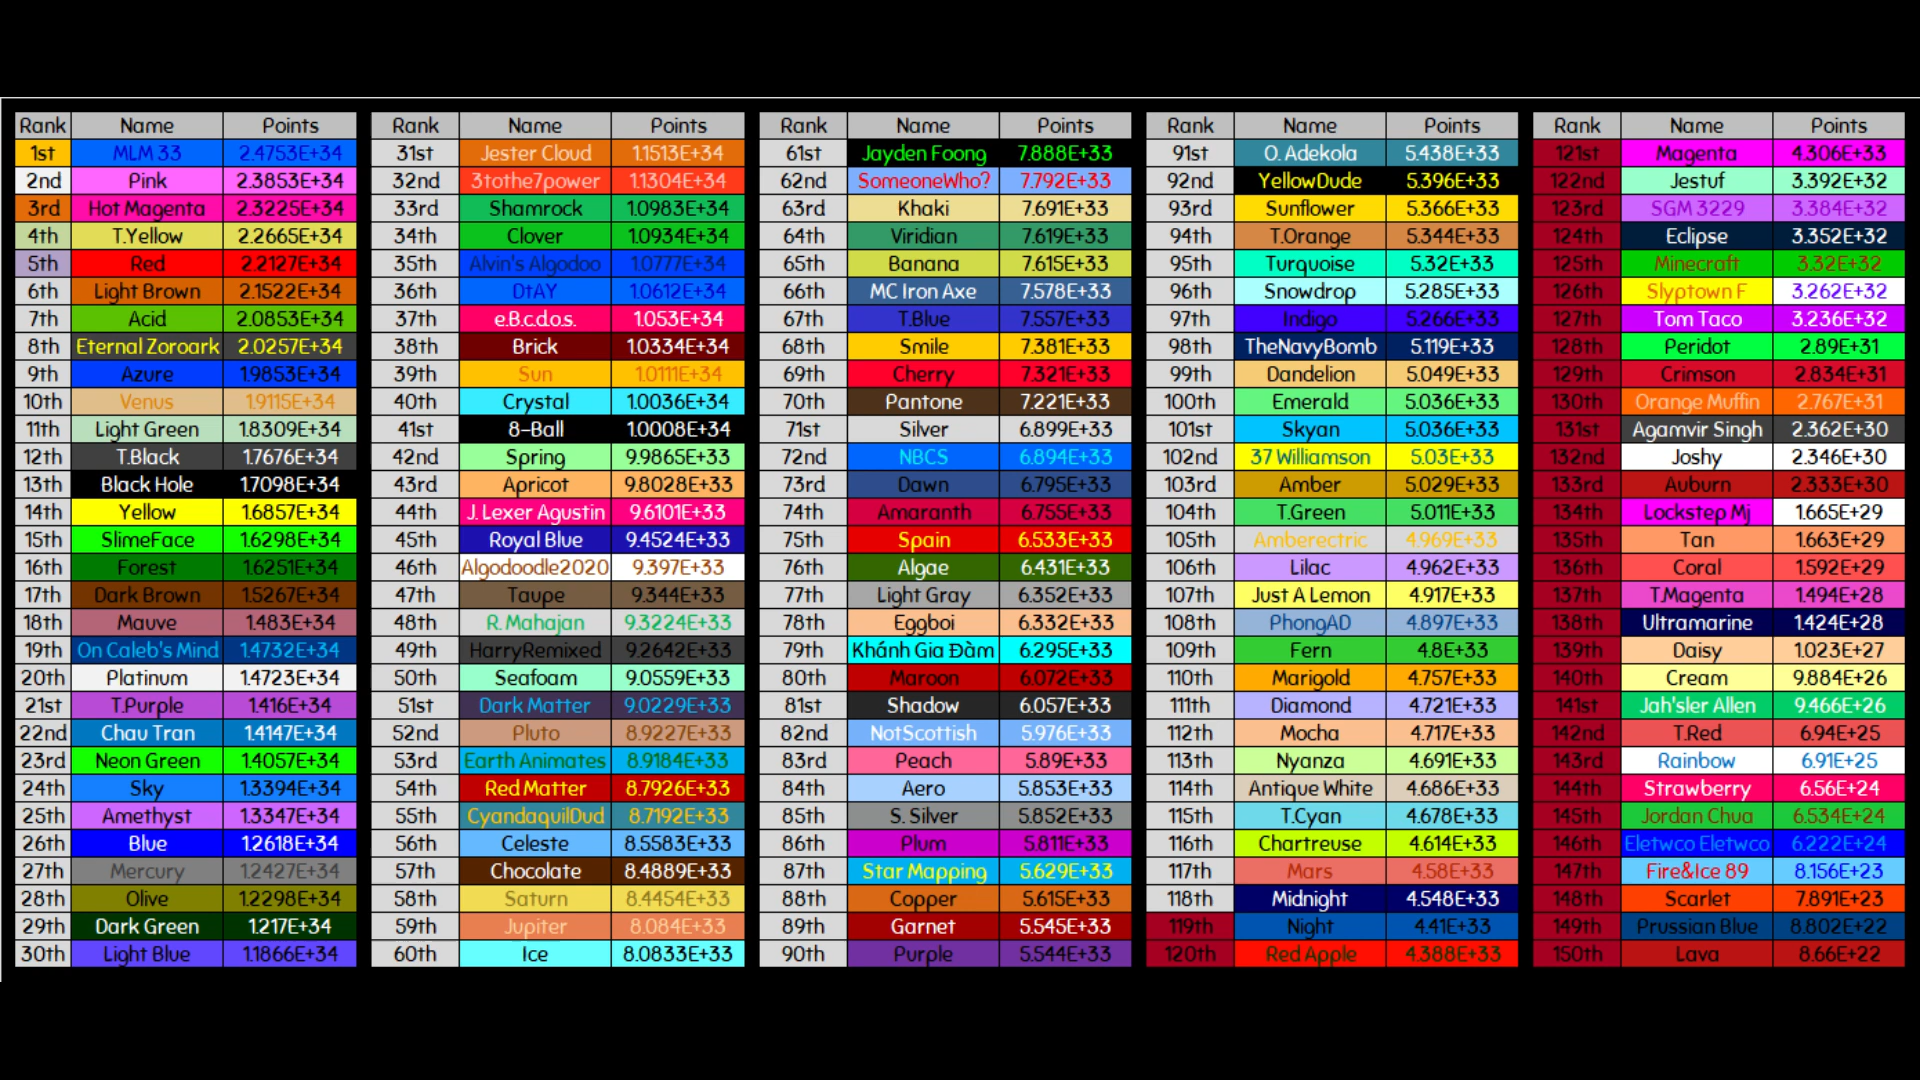 Rank Name Points
1st MLM 33 2.4753E+34
2nd Pink 2.3853E+34
3rd Hot Magenta 2.3225E+34
4th T.Yellow 2.2665E+34
5th Red 2.2127E+34
6th Light Brown 2.1522E+34
7th Acid 2.0853E+34
8th Eternal Zoroark 2.0257E+34
9th Azure 1.9853E+34
10th Venus 1.9115E+34
11th Light Green 1.8309E+34
12th T.Black 1.7676E+34
13th Black Hole 1.7098E+34
14th Yellow 1.6857E+34
15th SlimeFace 1.6298E+34
16th Forest 1.6251E+34
17th Dark Brown 1.5267E+34
18th Mauve 1.483E+34
19th On Caleb's Mind 1.4732E+34
20th Platinum 1.4723E+34
21st T.Purple 1.416E+34
22nd Chau Tran 1.4147E+34
23rd Neon Green 1.4057E+34
24th Sky 1.3394E+34
25th Amethyst 1.3347E+34
26th Blue 1.2618E+34
27th Mercury 1.2427E+34
28th Olive 1.2298E+34
29th Dark Green 1.217E+34
30th Light Blue 1.1866E+34
Rank Name Points
31st Jester Cloud 1.1513E+34
32nd 3tothe7power 1.1304E+34
33rd Shamrock 1.0983E+34
34th Clover 1.0934E+34
35th Alvin's Algodoo 1.0777E+34
36th DtAY 1.0612E+34
37th e.B.c.d.o.s. 1.053E+34
38th Brick 1.0334E+34
39th Sun 1.0111E+34
40th Crystal 1.0036E+34
41st 8-Ball 1.0008E+34
42nd Spring 9.9865E+33
43rd Apricot 9.8028E+33
44th J. Lexer Agustin 9.6101E+33
45th Royal Blue 9.4524E+33
46th Algodoodle2020 9.397E+33
47th Taupe 9.344E+33
48th R. Mahajan 9.3224E+33
49th HarryRemixed 9.2642E+33
50th Seafoam 9.0559E+33
51st Dark Matter 9.0229E+33
52nd Pluto 8.9227E+33
53rd Earth Animates 8.9184E+33
54th Red Matter 8.7926E+33
55th CyandaquilDud 8.7192E+33
56th Celeste 8.5583E+33
57th Chocolate 8.4889E+33
58th Saturn 8.4454E+33
59th Jupiter 8.084E+33
60th Ice 8.0833E+33
Rank Name Points
61st Jayden Foong 7.888E+33
62nd SomeoneWho? 7.792E+33
63rd Khaki 7.691E+33
64th Viridian 7.619E+33
65th Banana 7.615E+33
66th MC Iron Axe 7.578E+33
67th T.Blue 7.557E+33
68th Smile 7.381E+33
69th Cherry 7.321E+33
70th Pantone 7.221E+33
71st Silver 6.899E+33
72nd NBCS 6.894E+33
73rd Dawn 6.795E+33
74th Amaranth 6.755E+33
75th Spain 6.533E+33
76th Algae 6.431E+33
77th Light Gray 6.352E+33
78th Eggboi 6.332E+33
79th Khánh Gia Đàm 6.295E+33
80th Maroon 6.072E+33
81st Shadow 6.057E+33
82nd NotScottish 5.976E+33
83rd Peach 5.89E+33
84th Aero 5.853E+33
85th S. Silver 5.852E+33
86th Plum 5.811E+33
87th Star Mapping 5.629E+33
88th Copper 5.615E+33
89th Garnet 5.545E+33
90th Purple 5.544E+33
Rank Name Points
91st O. Adekola 5.438E+33
92nd YellowDude 5.396E+33
93rd Sunflower 5.366E+33
94th T.Orange 5.344E+33
95th Turquoise 5.32E+33
96th Snowdrop 5.285E+33
97th Indigo 5.266E+33
98th TheNavyBomb 5.119E+33
99th Dandelion 5.049E+33
100th Emerald 5.036E+33
101st Skyan 5.036E+33
102nd 37 Williamson 5.03E+33
103rd Amber 5.029E+33
104th T.Green 5.011E+33
105th Amberectric 4.969E+33
106th Lilac 4.962E+33
107th Just A Lemon 4.917E+33
108th PhongAD 4.897E+33
109th Fern 4.8E+33
110th Marigold 4.757E+33
111th Diamond 4.721E+33
112th Mocha 4.717E+33
113th Nyanza 4.691E+33
114th Antique White 4.686E+33
115th T.Cyan 4.678E+33
116th Chartreuse 4.614E+33
117th Mars 4.58E+33
118th Midnight 4.548E+33
119th Night 4.41E+33
120th Red Apple 4.388E+33
Rank Name Points
121st Magenta 4.306E+33
122nd Jestuf 3.392E+32
123rd SGM 3229 3.384E+32
124th Eclipse 3.352E+32
125th Minecraft 3.32E+32
126th Slyptown F 3.262E+32
127th Tom Taco 3.236E+32
128th Peridot 2.89E+31
129th Crimson 2.834E+31
130th Orange Muffin 2.767E+31
131st Agamvir Singh 2.362E+30
132nd Joshy 2.346E+30
133rd Auburn 2.333E+30
134th Lockstep Mj 1.665E+29
135th Tan 1.663E+29
136th Coral 1.592E+29
137th T.Magenta 1.494E+28
138th Ultramarine 1.424E+28
139th Daisy 1.023E+27
140th Cream 9.884E+26
141st Jah'sler Allen 9.466E+26
142nd T.Red 6.94E+25
143rd Rainbow 6.91E+25
144th Strawberry 6.56E+24
145th Jordan Chua 6.534E+24
146th Eletwco Eletwco 6.222E+24
147th Fire&Ice 89 8.156E+23
148th Scarlet 7.891E+23
149th Prussian Blue 8.802E+22
150th Lava 8.66E+22